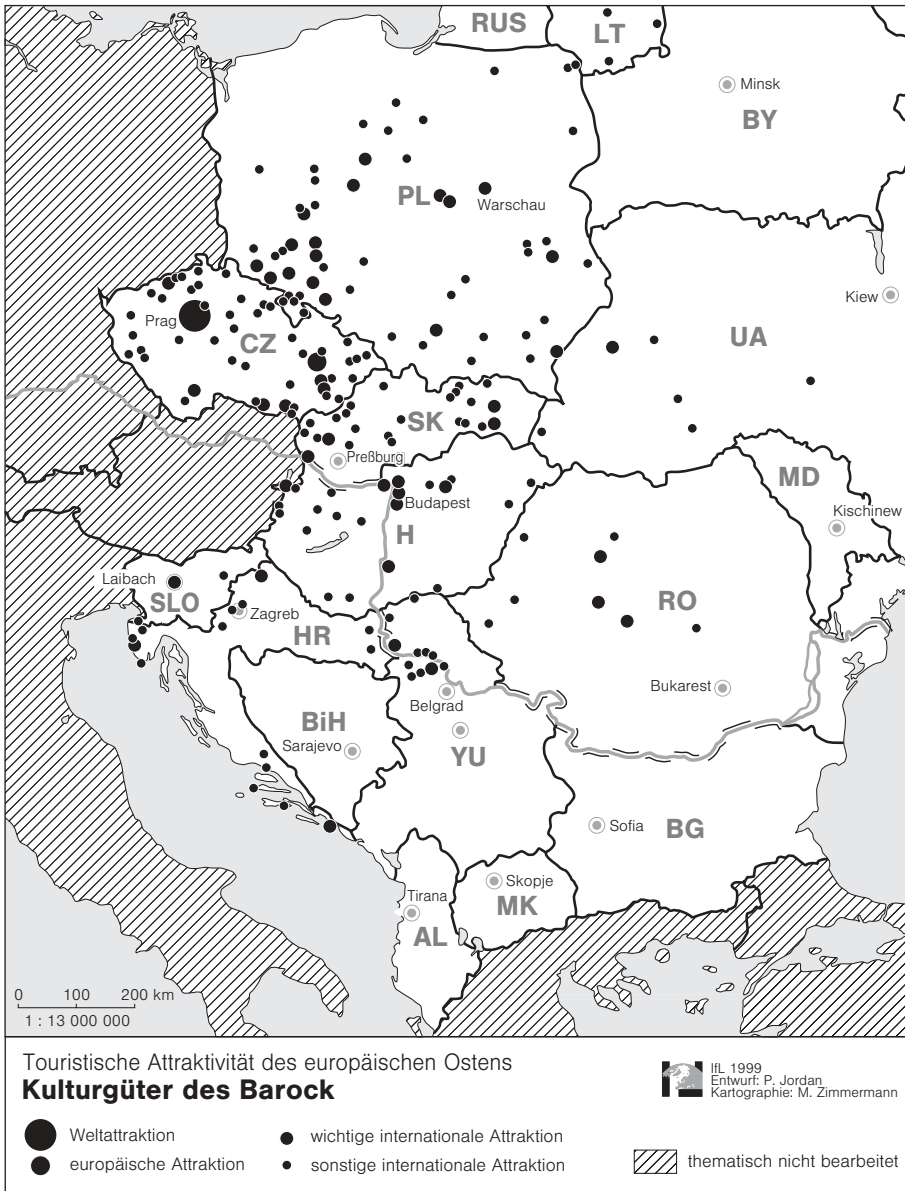 RUS
LT
Minsk
BY
PL
Warschau
Kiew
Prag
CZ
UA
SK
Preßburg
MD
Budapest
Kischinew
H
Laibach
SLO
RO
Zagreb
HR
Bukarest
Belgrad
BiH
Sarajevo
YU
Sofia
BG
Skopje
Tirana
MK
AL
0 100 200 km
1 : 13 000 000
Touristische Attraktivität des europäischen Ostens
Kulturgüter des Barock
IfL 1999
Entwurf: P. Jordan
Kartographie: M. Zimmermann
Weltattraktion
wichtige internationale Attraktion
europäische Attraktion
sonstige internationale Attraktion
thematisch nicht bearbeitet